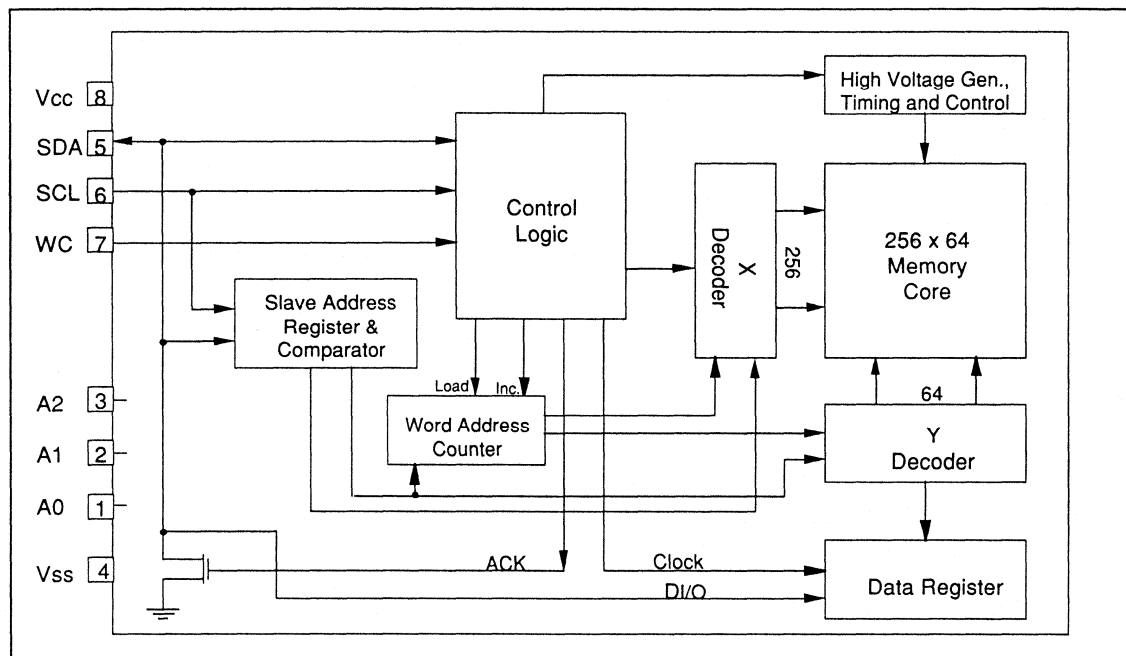 Vcc 8
SDA 5
SCL 6
WC 7
A2 3
A1 2
A0 1
Vss 4
High Voltage Gen.,
Timing and Control
Control
Logic
X
Decoder
256
256 x 64
Memory
Core
Slave Address
Register &
Comparator
Load
Inc.
Word Address
Counter
64
Y
Decoder
ACK
Clock
DI/O
Data Register